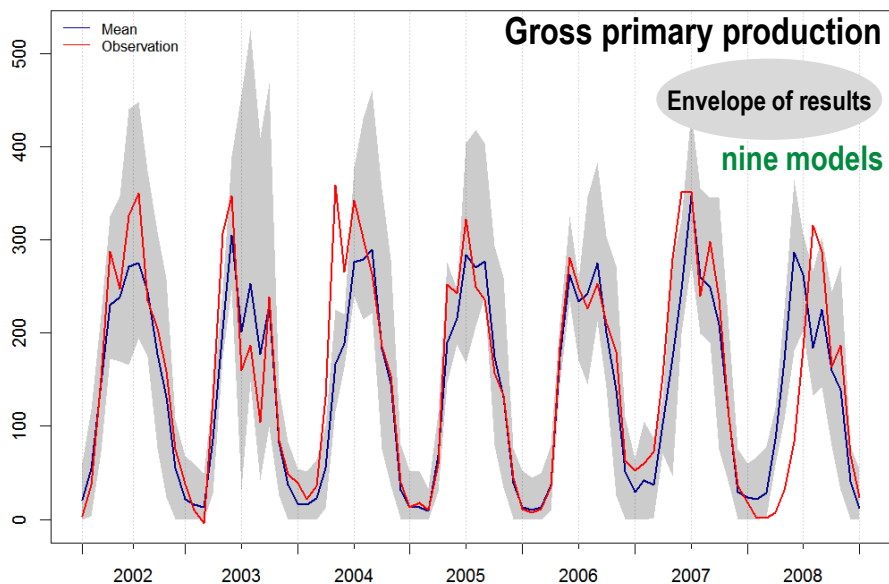 Gross primary production
Mean
Observation
Envelope of results
nine models
500
400
300
200
100
0
2002 2003 2004 2005 2006 2007 2008